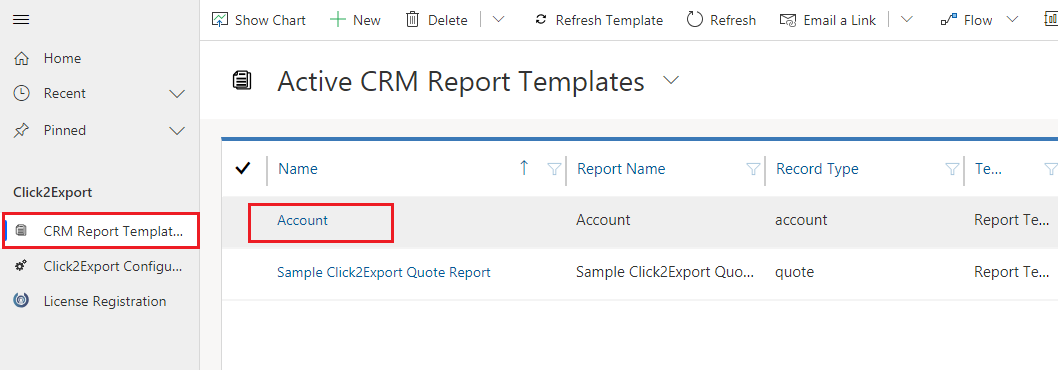 Show Chart New Delete Refresh Template Refresh Email a Link Flow
Home
Recent
Pinned
Click2Export
CRM Report Templat...
Click2Export Configu...
License Registration
Active CRM Report Templates
Name Report Name Record Type Te...
Account Account account Report Te...
Sample Click2Export Quote Report Sample Click2Export Quo... quote Report Te...